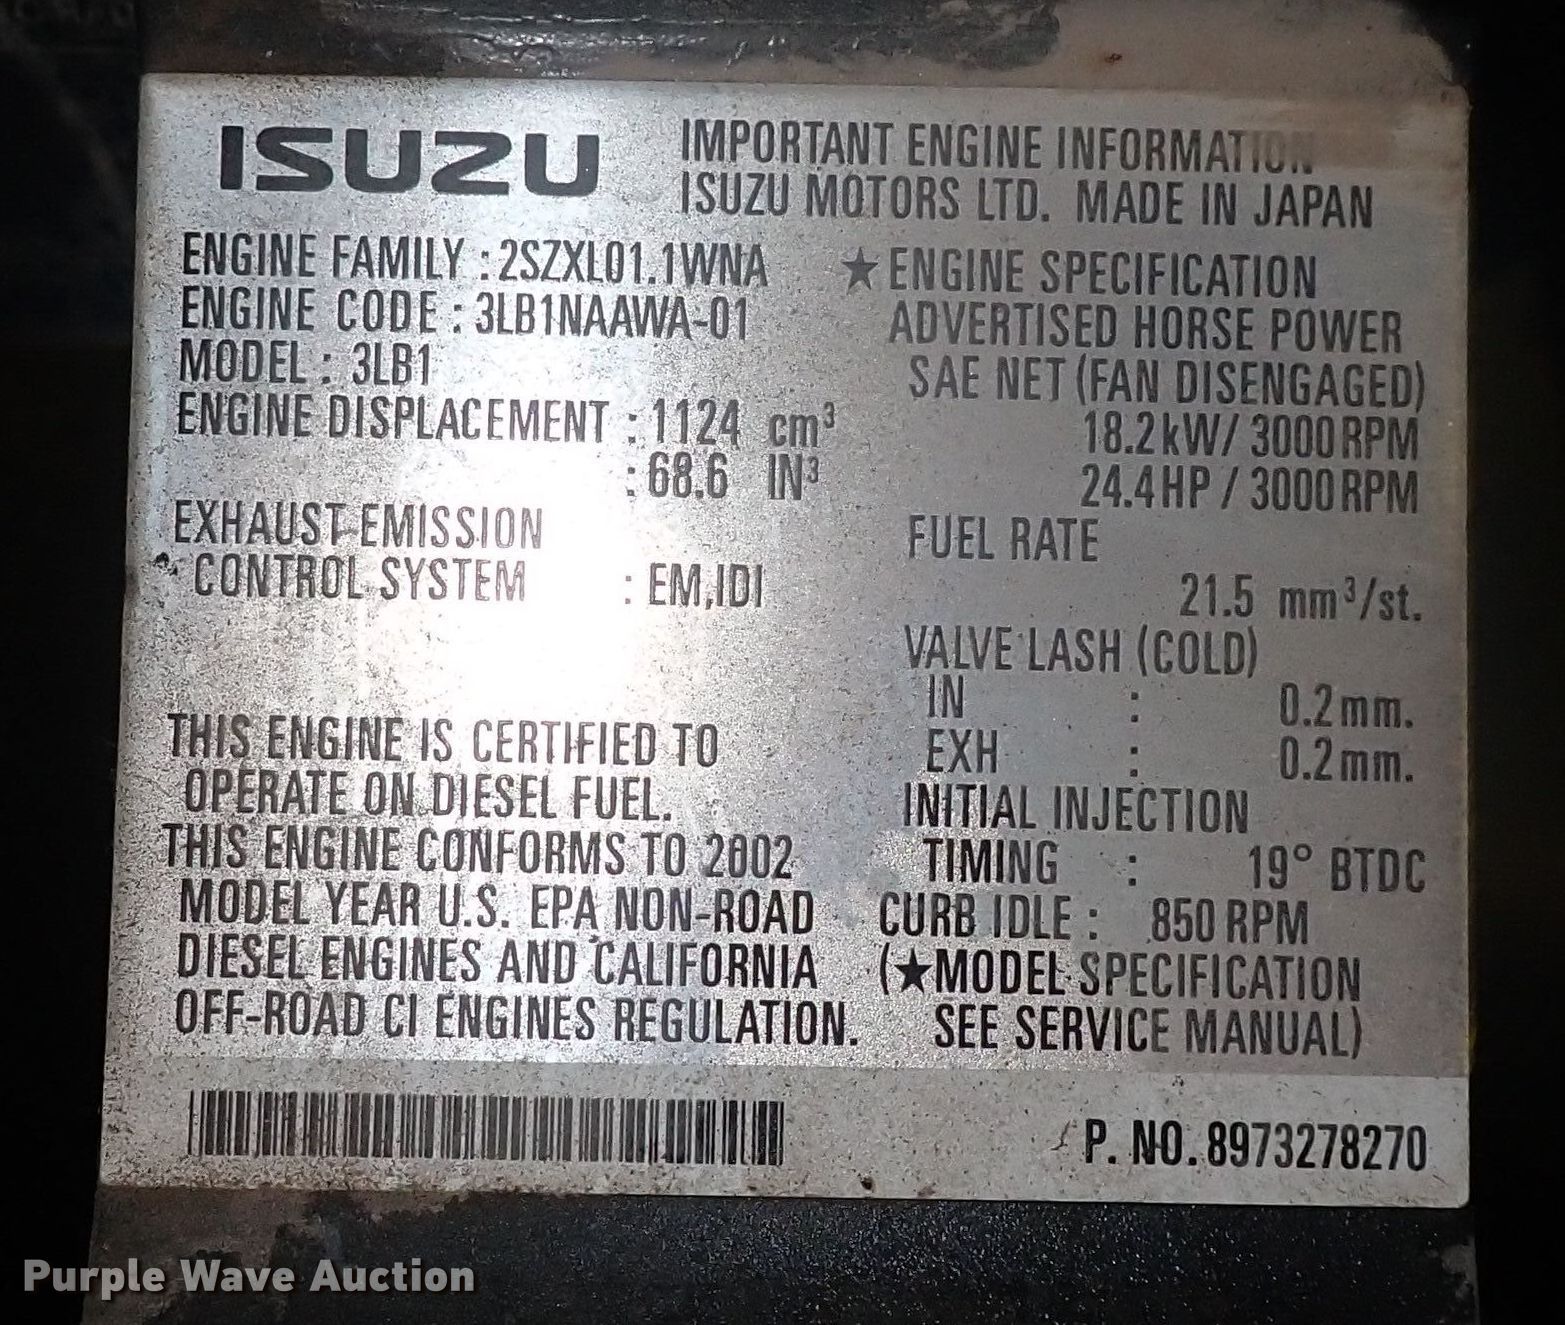 ISUZU
IMPORTANT ENGINE INFORMATION
ISUZU MOTORS LTD. MADE IN JAPAN
ENGINE FAMILY : 2SZXL01.1WNA
ENGINE CODE : 3LB1NAAWA-01
MODEL : 3LB1
ENGINE DISPLACEMENT : 1124 cm³
: 68.6 IN³
EXHAUST EMISSION
CONTROL SYSTEM : EM,IDI
THIS ENGINE IS CERTIFIED TO
OPERATE ON DIESEL FUEL.
THIS ENGINE CONFORMS TO 2002
MODEL YEAR U.S. EPA NON-ROAD
DIESEL ENGINES AND CALIFORNIA
OFF-ROAD CI ENGINES REGULATION.
★ENGINE SPECIFICATION
ADVERTISED HORSE POWER
SAE NET (FAN DISENGAGED)
18.2kW/ 3000RPM
24.4HP / 3000RPM
FUEL RATE
21.5 mm³/st.
VALVE LASH (COLD)
IN : 0.2mm.
EXH : 0.2mm.
INITIAL INJECTION
TIMING : 19° BTDC
CURB IDLE : 850 RPM
(★MODEL SPECIFICATION
SEE SERVICE MANUAL)
P. NO. 8973278270
Purple Wave Auction